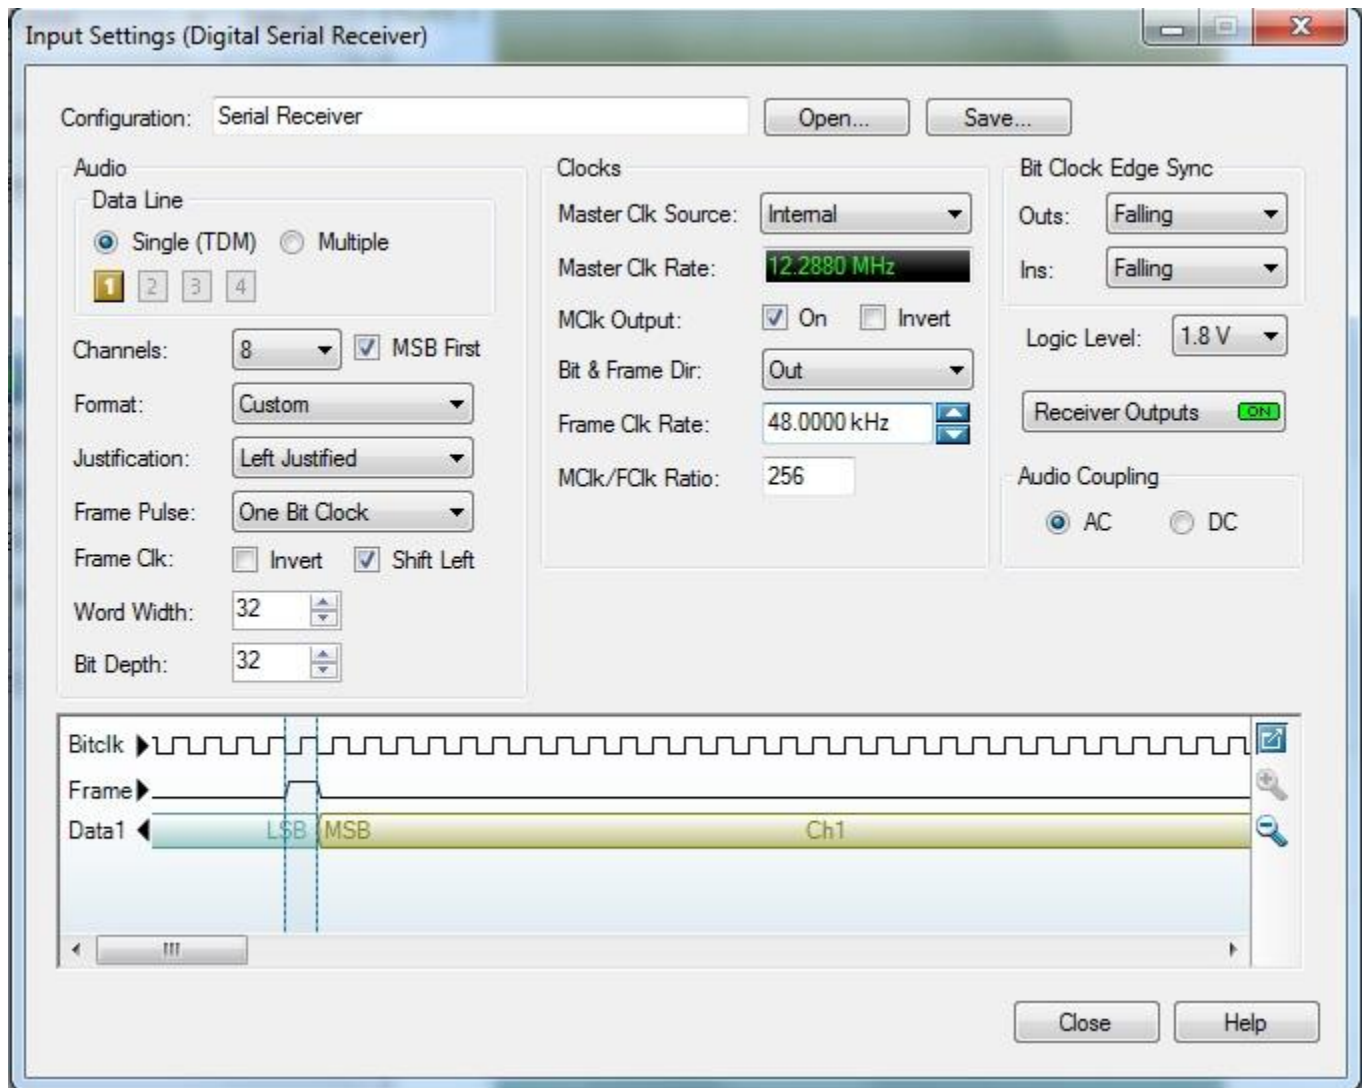 Input Settings (Digital Serial Receiver)
Configuration: Serial Receiver Open... Save...
Audio
Data Line
Single (TDM) Multiple
1 2 3 4
Channels: 8 MSB First
Format: Custom
Justification: Left Justified
Frame Pulse: One Bit Clock
Frame Clk: Invert Shift Left
Word Width: 32
Bit Depth: 32
Clocks
Master Clk Source: Internal
Master Clk Rate: 12.2880 MHz
MClk Output: On Invert
Bit & Frame Dir: Out
Frame Clk Rate: 48.0000 kHz
MClk/FClk Ratio: 256
Bit Clock Edge Sync
Outs: Falling
Ins: Falling
Logic Level: 1.8 V
Receiver Outputs ON
Audio Coupling
AC DC
Bitclk
Frame
Data1 LSB MSB Ch1
Close Help